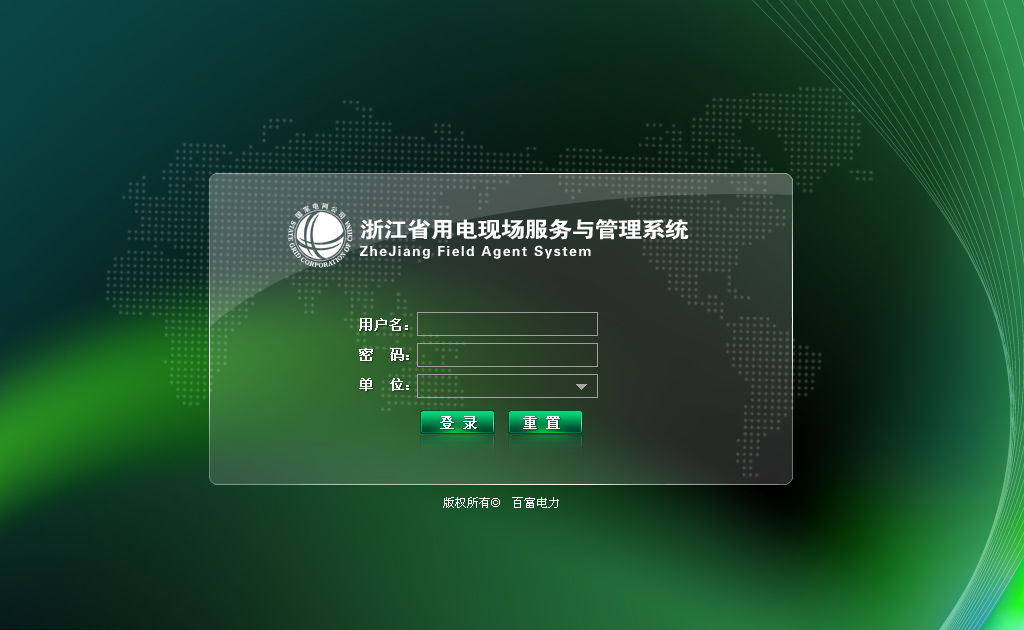 国家电网公司
STATE GRID CORPORATION OF CHINA
浙江省用电现场服务与管理系统
ZheJiang Field Agent System
用户名：
密 码：
单 位：
登 录 重 置
版权所有© 百富电力